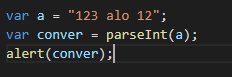 var a = "123 alo 12";
var conver = parseInt(a);
alert(conver);